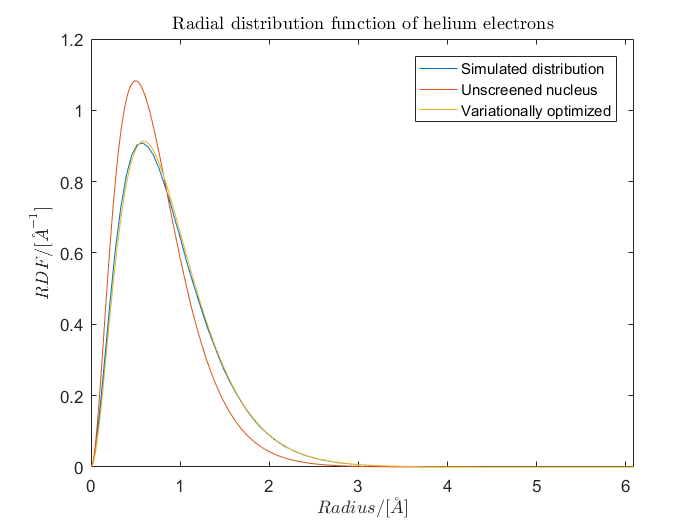 Radial distribution function of helium electrons
1.2
1
0.8
0.6
0.4
0.2
0
RDF/[Å⁻¹]
Simulated distribution
Unscreened nucleus
Variationally optimized
0 1 2 3 4 5 6
Radius/[Å]